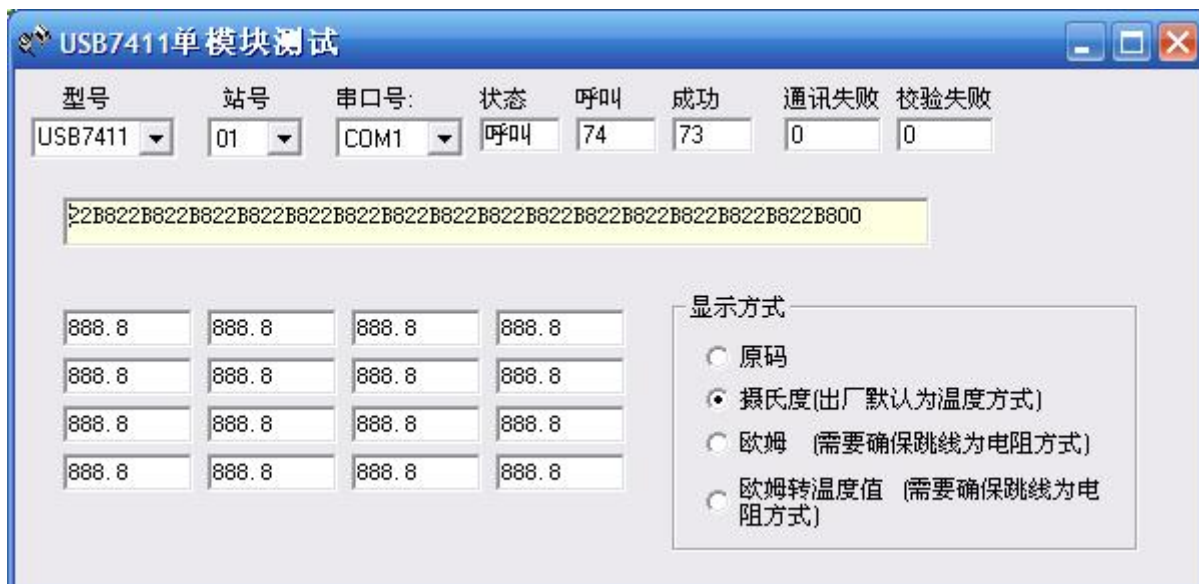 USB7411单模块测试
型号 站号 串口号: 状态 呼叫 成功 通讯失败 校验失败
USB7411 01 COM1 呼叫 74 73 0 0
22B822B822B822B822B822B822B822B822B822B822B822B822B822B822B822B800
888.8 888.8 888.8 888.8
888.8 888.8 888.8 888.8
888.8 888.8 888.8 888.8
888.8 888.8 888.8 888.8
显示方式
原码
摄氏度(出厂默认为温度方式)
欧姆 (需要确保跳线为电阻方式)
欧姆转温度值 (需要确保跳线为电
阻方式)